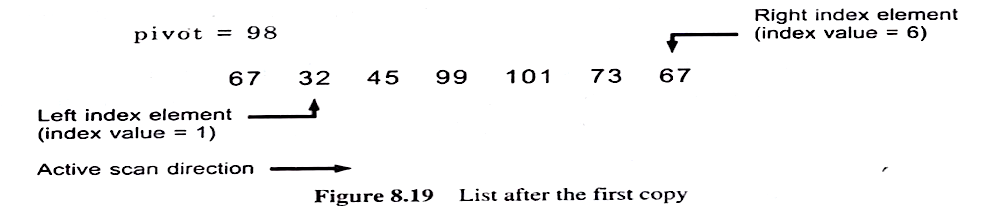 Right index element
(index value = 6)
pivot = 98
67 32 45 99 101 73 67
Left index element
(index value = 1)
Active scan direction
Figure 8.19 List after the first copy